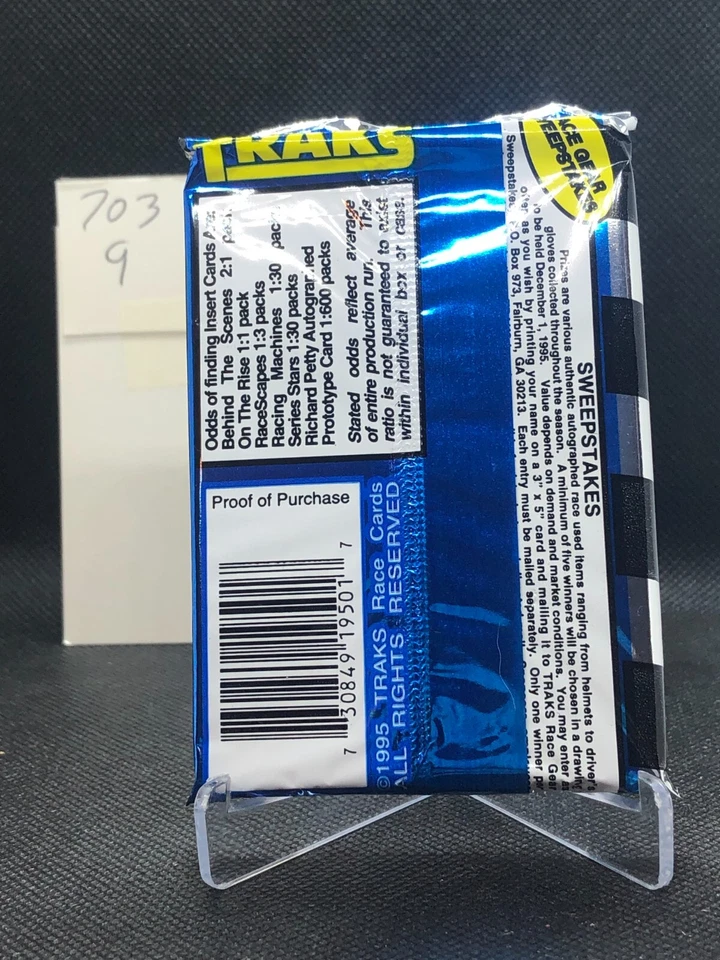 703
9
TRAKS
Odds of finding Insert Cards Are:
Behind The Scenes 2:1 pack
On The Rise 1:1 pack
RaceScapes 1:3 packs
Racing Machines 1:30 packs
Series Stars 1:30 packs
Richard Petty Autographed
Prototype Card 1:600 packs
Stated odds reflect average
of entire production run. This
ratio is not guaranteed to exist
within individual box or case.
Proof of Purchase
7 30849 19501 7
©1995 TRAKS Race Cards
ALL RIGHTS RESERVED
RACE GEAR
SWEEPSTAKES
SWEEPSTAKES
Prizes are various authentic autographed race used items ranging from helmets to driver's
gloves collected throughout the season. A minimum of five winners will be chosen in a drawing
to be held December 1, 1995. Value depends on demand and market conditions. You may enter as
often as you wish by printing your name on a 3" x 5" card and mailing it to TRAKS Race Gear
Sweepstakes, P.O. Box 973, Fairburn, GA 30213. Each entry must be mailed separately. Only one winner